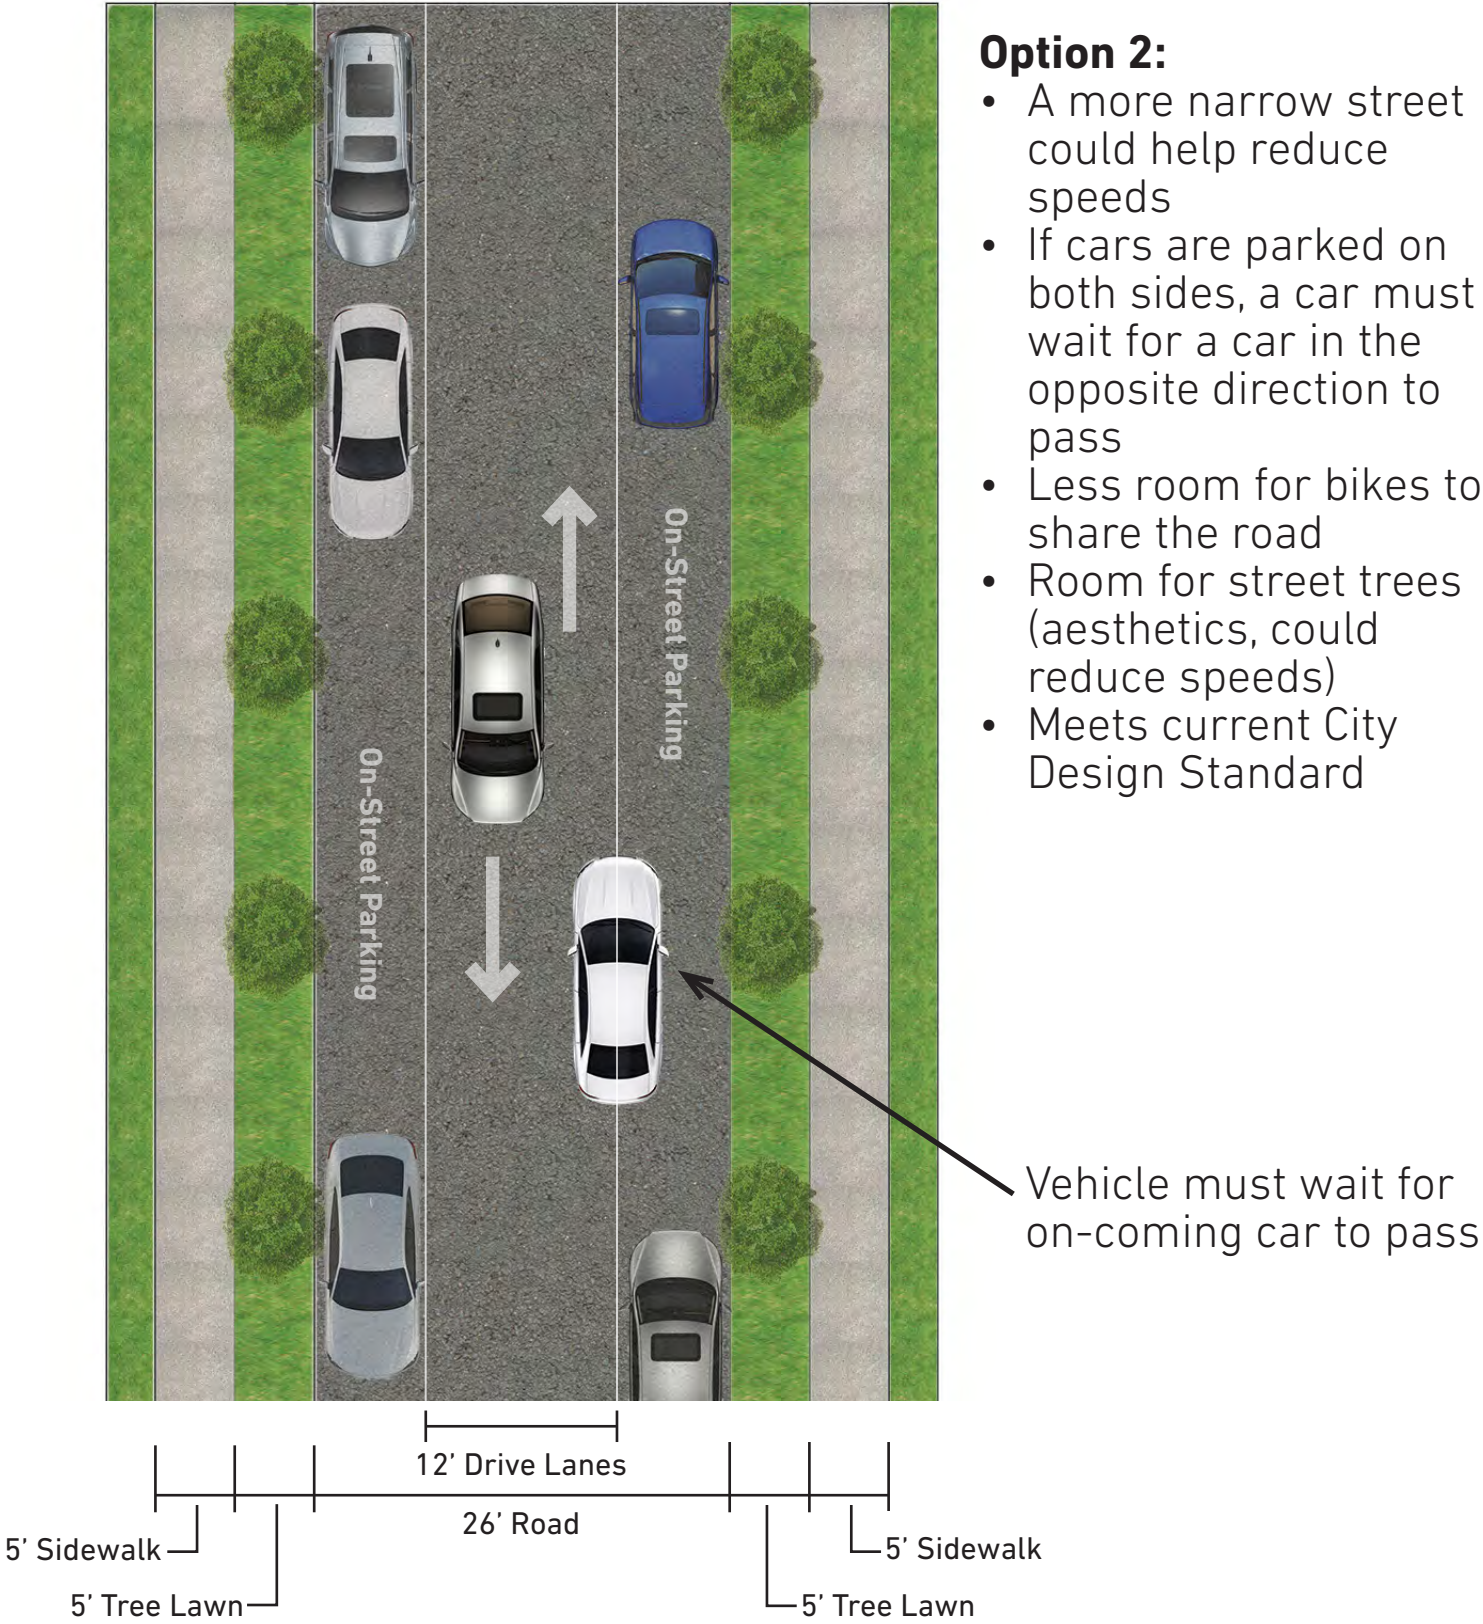 Option 2:
• A more narrow street
could help reduce
speeds
• If cars are parked on
both sides, a car must
wait for a car in the
opposite direction to
pass
• Less room for bikes to
share the road
• Room for street trees
(aesthetics, could
reduce speeds)
• Meets current City
Design Standard
On-Street Parking
On-Street Parking
Vehicle must wait for
on-coming car to pass
12’ Drive Lanes
26’ Road
5’ Sidewalk
5’ Sidewalk
5’ Tree Lawn
5’ Tree Lawn